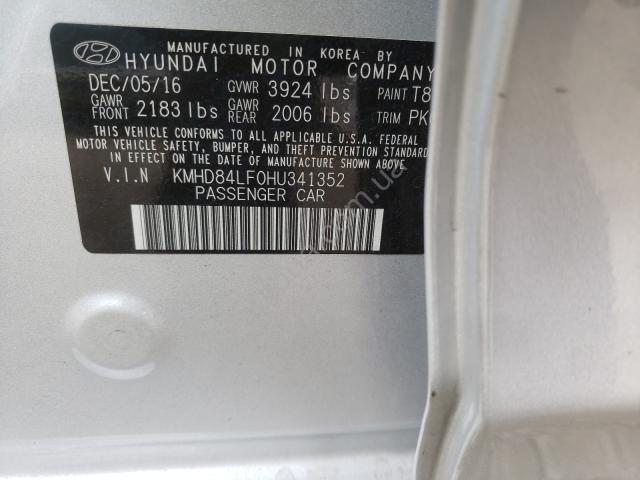 MANUFACTURED IN KOREA BY
HYUNDAI MOTOR COMPANY
DEC/05/16 GVWR 3924 lbs PAINT T8
GAWR FRONT 2183 lbs GAWR REAR 2006 lbs TRIM PK
THIS VEHICLE CONFORMS TO ALL APPLICABLE U.S.A. FEDERAL
MOTOR VEHICLE SAFETY, BUMPER, AND THEFT PREVENTION STANDARD
IN EFFECT ON THE DATE OF MANUFACTURE SHOWN ABOVE.
V.I.N KMHD84LF0HU341352
PASSENGER CAR